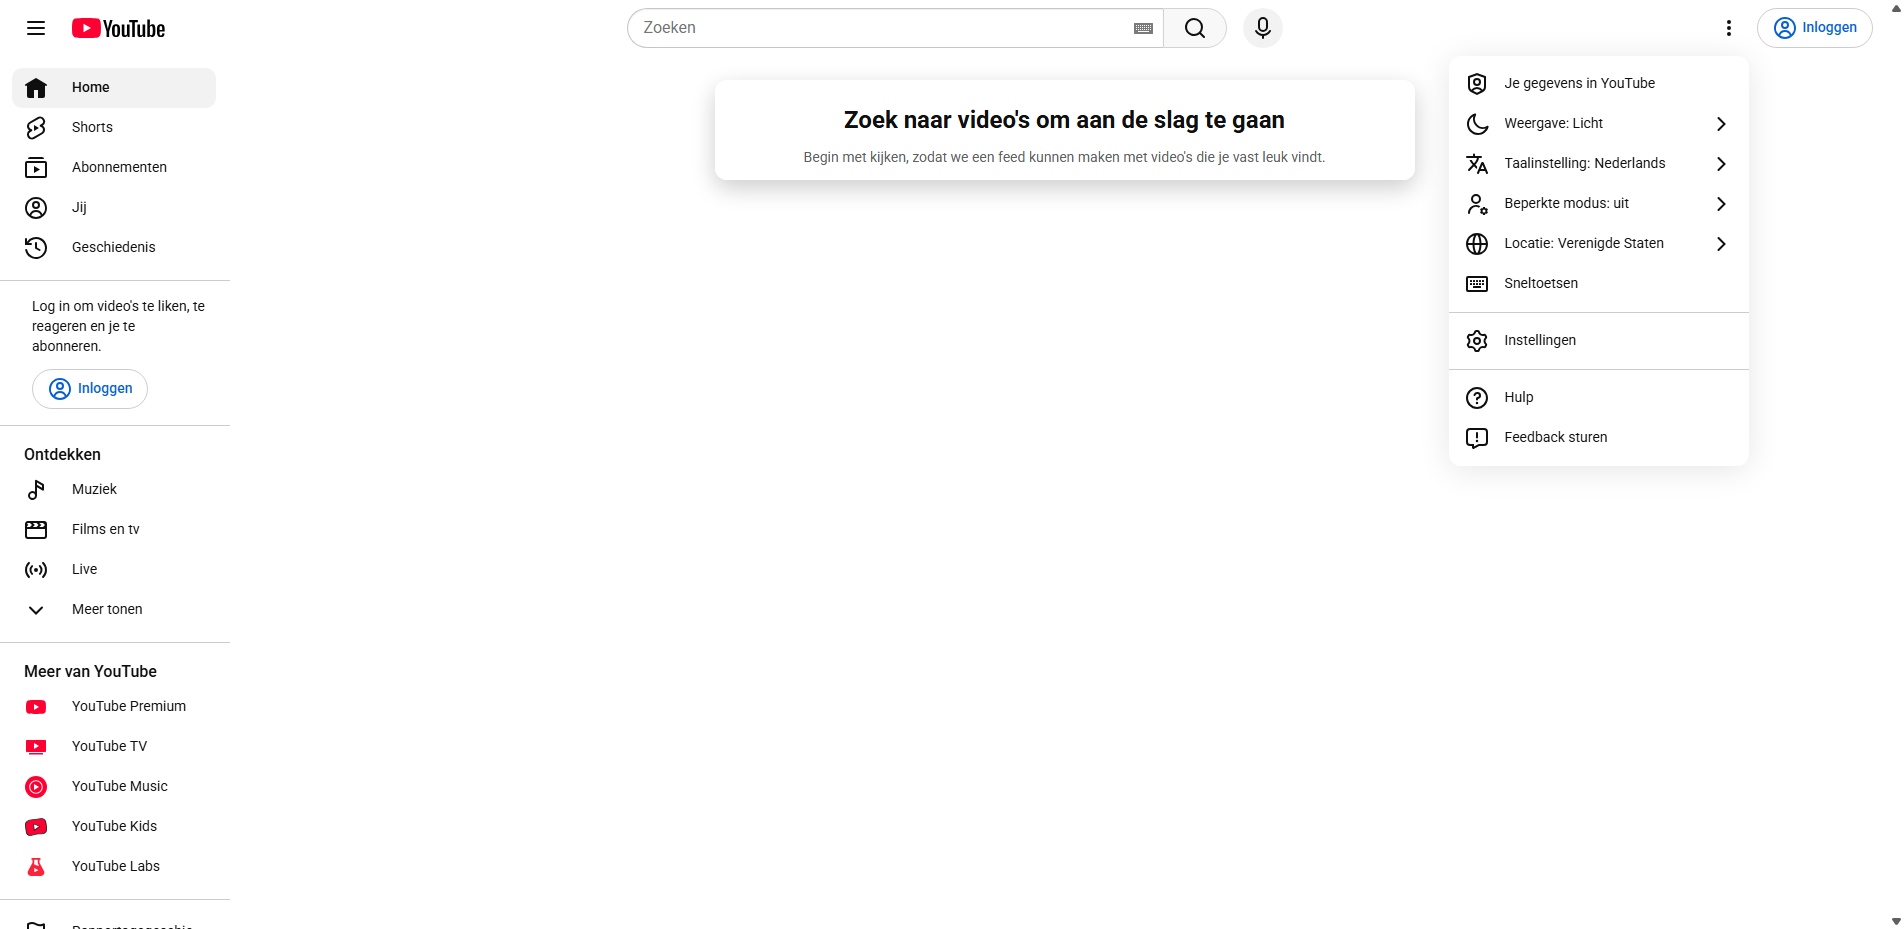 YouTube
Zoeken
Inloggen
Home
Shorts
Abonnementen
Jij
Geschiedenis
Log in om video's te liken, te
reageren en je te
abonneren.
Inloggen
Ontdekken
Muziek
Films en tv
Live
Meer tonen
Meer van YouTube
YouTube Premium
YouTube TV
YouTube Music
YouTube Kids
YouTube Labs
Zoek naar video's om aan de slag te gaan
Begin met kijken, zodat we een feed kunnen maken met video's die je vast leuk vindt.
Je gegevens in YouTube
Weergave: Licht
Taalinstelling: Nederlands
Beperkte modus: uit
Locatie: Verenigde Staten
Sneltoetsen
Instellingen
Hulp
Feedback sturen